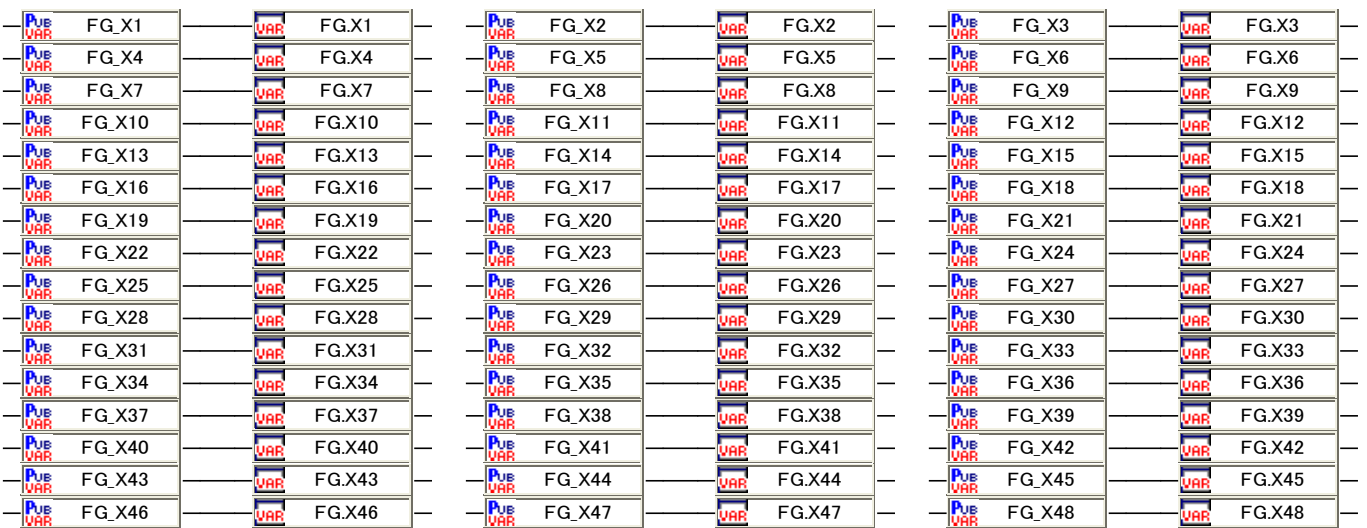 PUB VAR FG_X1 VAR FG.X1 PUB VAR FG_X2 VAR FG.X2 PUB VAR FG_X3 VAR FG.X3
PUB VAR FG_X4 VAR FG.X4 PUB VAR FG_X5 VAR FG.X5 PUB VAR FG_X6 VAR FG.X6
PUB VAR FG_X7 VAR FG.X7 PUB VAR FG_X8 VAR FG.X8 PUB VAR FG_X9 VAR FG.X9
PUB VAR FG_X10 VAR FG.X10 PUB VAR FG_X11 VAR FG.X11 PUB VAR FG_X12 VAR FG.X12
PUB VAR FG_X13 VAR FG.X13 PUB VAR FG_X14 VAR FG.X14 PUB VAR FG_X15 VAR FG.X15
PUB VAR FG_X16 VAR FG.X16 PUB VAR FG_X17 VAR FG.X17 PUB VAR FG_X18 VAR FG.X18
PUB VAR FG_X19 VAR FG.X19 PUB VAR FG_X20 VAR FG.X20 PUB VAR FG_X21 VAR FG.X21
PUB VAR FG_X22 VAR FG.X22 PUB VAR FG_X23 VAR FG.X23 PUB VAR FG_X24 VAR FG.X24
PUB VAR FG_X25 VAR FG.X25 PUB VAR FG_X26 VAR FG.X26 PUB VAR FG_X27 VAR FG.X27
PUB VAR FG_X28 VAR FG.X28 PUB VAR FG_X29 VAR FG.X29 PUB VAR FG_X30 VAR FG.X30
PUB VAR FG_X31 VAR FG.X31 PUB VAR FG_X32 VAR FG.X32 PUB VAR FG_X33 VAR FG.X33
PUB VAR FG_X34 VAR FG.X34 PUB VAR FG_X35 VAR FG.X35 PUB VAR FG_X36 VAR FG.X36
PUB VAR FG_X37 VAR FG.X37 PUB VAR FG_X38 VAR FG.X38 PUB VAR FG_X39 VAR FG.X39
PUB VAR FG_X40 VAR FG.X40 PUB VAR FG_X41 VAR FG.X41 PUB VAR FG_X42 VAR FG.X42
PUB VAR FG_X43 VAR FG.X43 PUB VAR FG_X44 VAR FG.X44 PUB VAR FG_X45 VAR FG.X45
PUB VAR FG_X46 VAR FG.X46 PUB VAR FG_X47 VAR FG.X47 PUB VAR FG_X48 VAR FG.X48